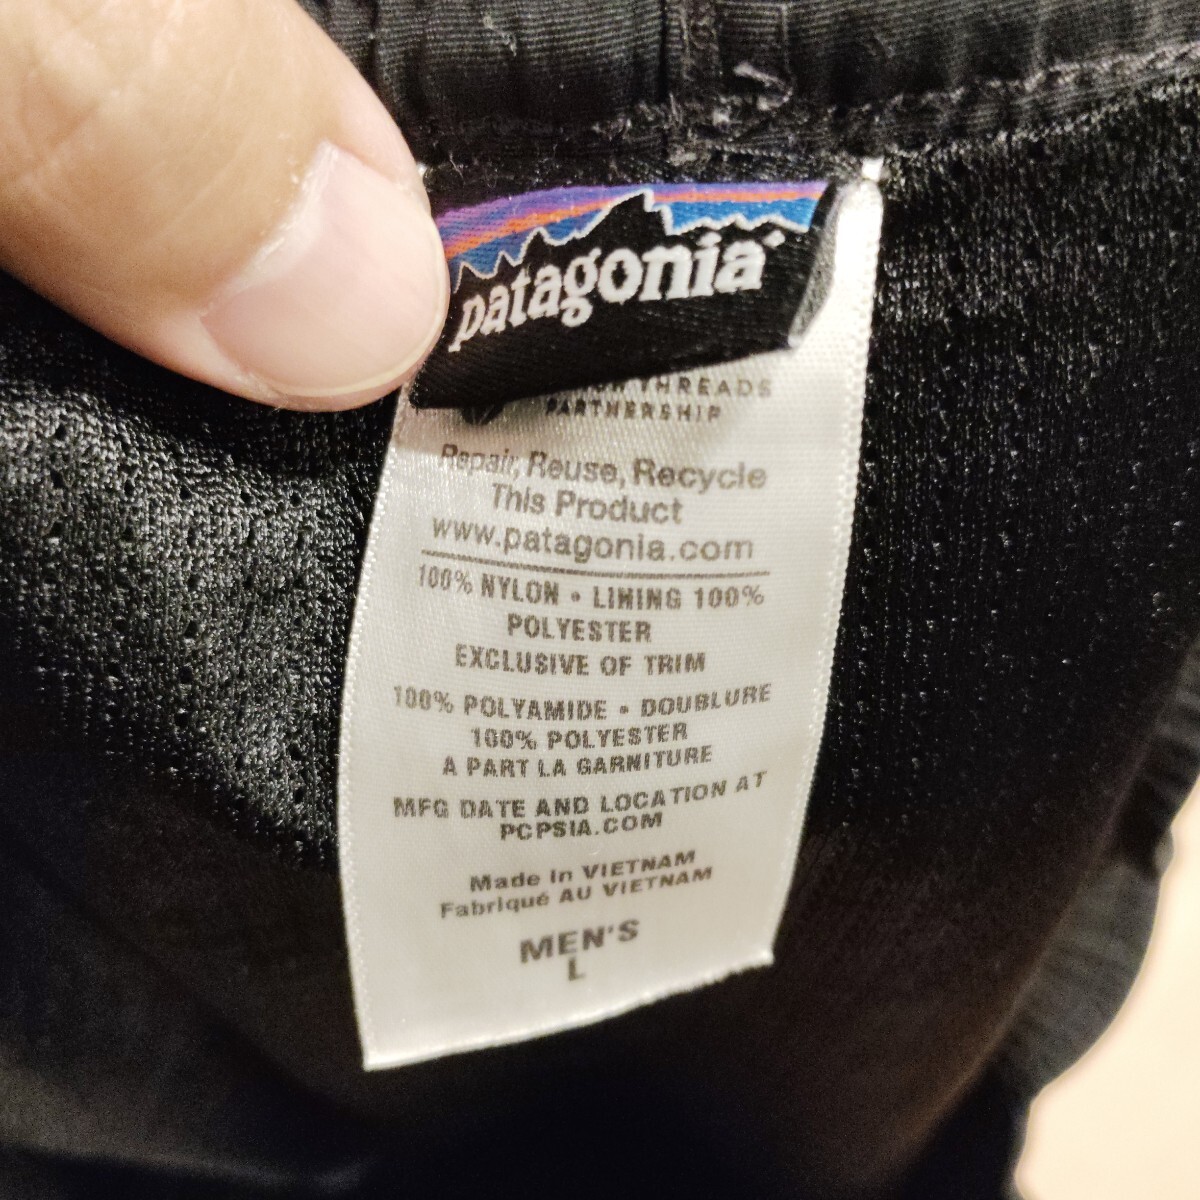 patagonia
THREADS
PARTNERSHIP
Repair, Reuse, Recycle
This Product
www.patagonia.com
100% NYLON • LINING 100%
POLYESTER
EXCLUSIVE OF TRIM
100% POLYAMIDE • DOUBLURE
100% POLYESTER
A PART LA GARNITURE
MFG DATE AND LOCATION AT
PCPSIA.COM
Made in VIETNAM
Fabriqué AU VIETNAM
MEN'S
L